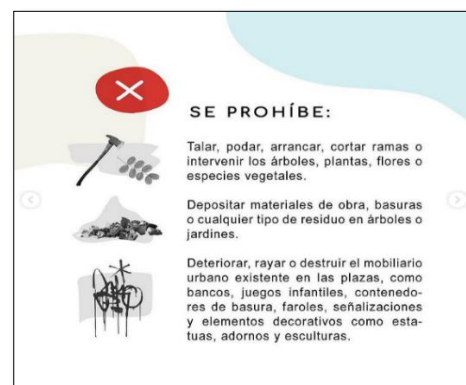 SE PROHÍBE:
Talar, podar, arrancar, cortar ramas o
intervenir los árboles, plantas, flores o
especies vegetales.
Depositar materiales de obra, basuras
o cualquier tipo de residuo en árboles o
jardines.
Deteriorar, rayar o destruir el mobiliario
urbano existente en las plazas, como
bancos, juegos infantiles, contenedo-
res de basura, faroles, señalizaciones
y elementos decorativos como esta-
tuas, adornos y esculturas.